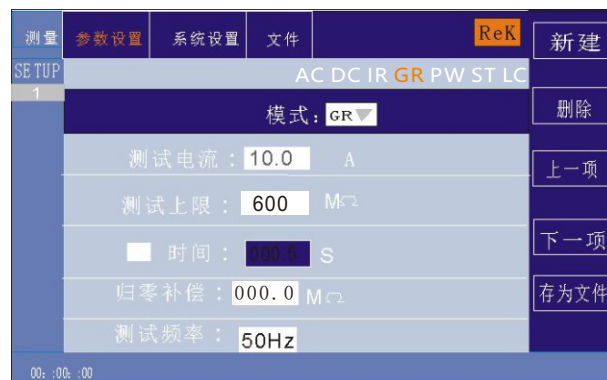 测量 参数设置 系统设置 文件 ReK 新建
SETUP AC DC IR GR PW ST LC
1
模式：GR 删除
测试电流：10.0 A 上一项
测试上限：600 MΩ
时间：000.5 S 下一项
归零补偿：000.0 MΩ 存为文件
测试频率：50Hz
00: :00: :00